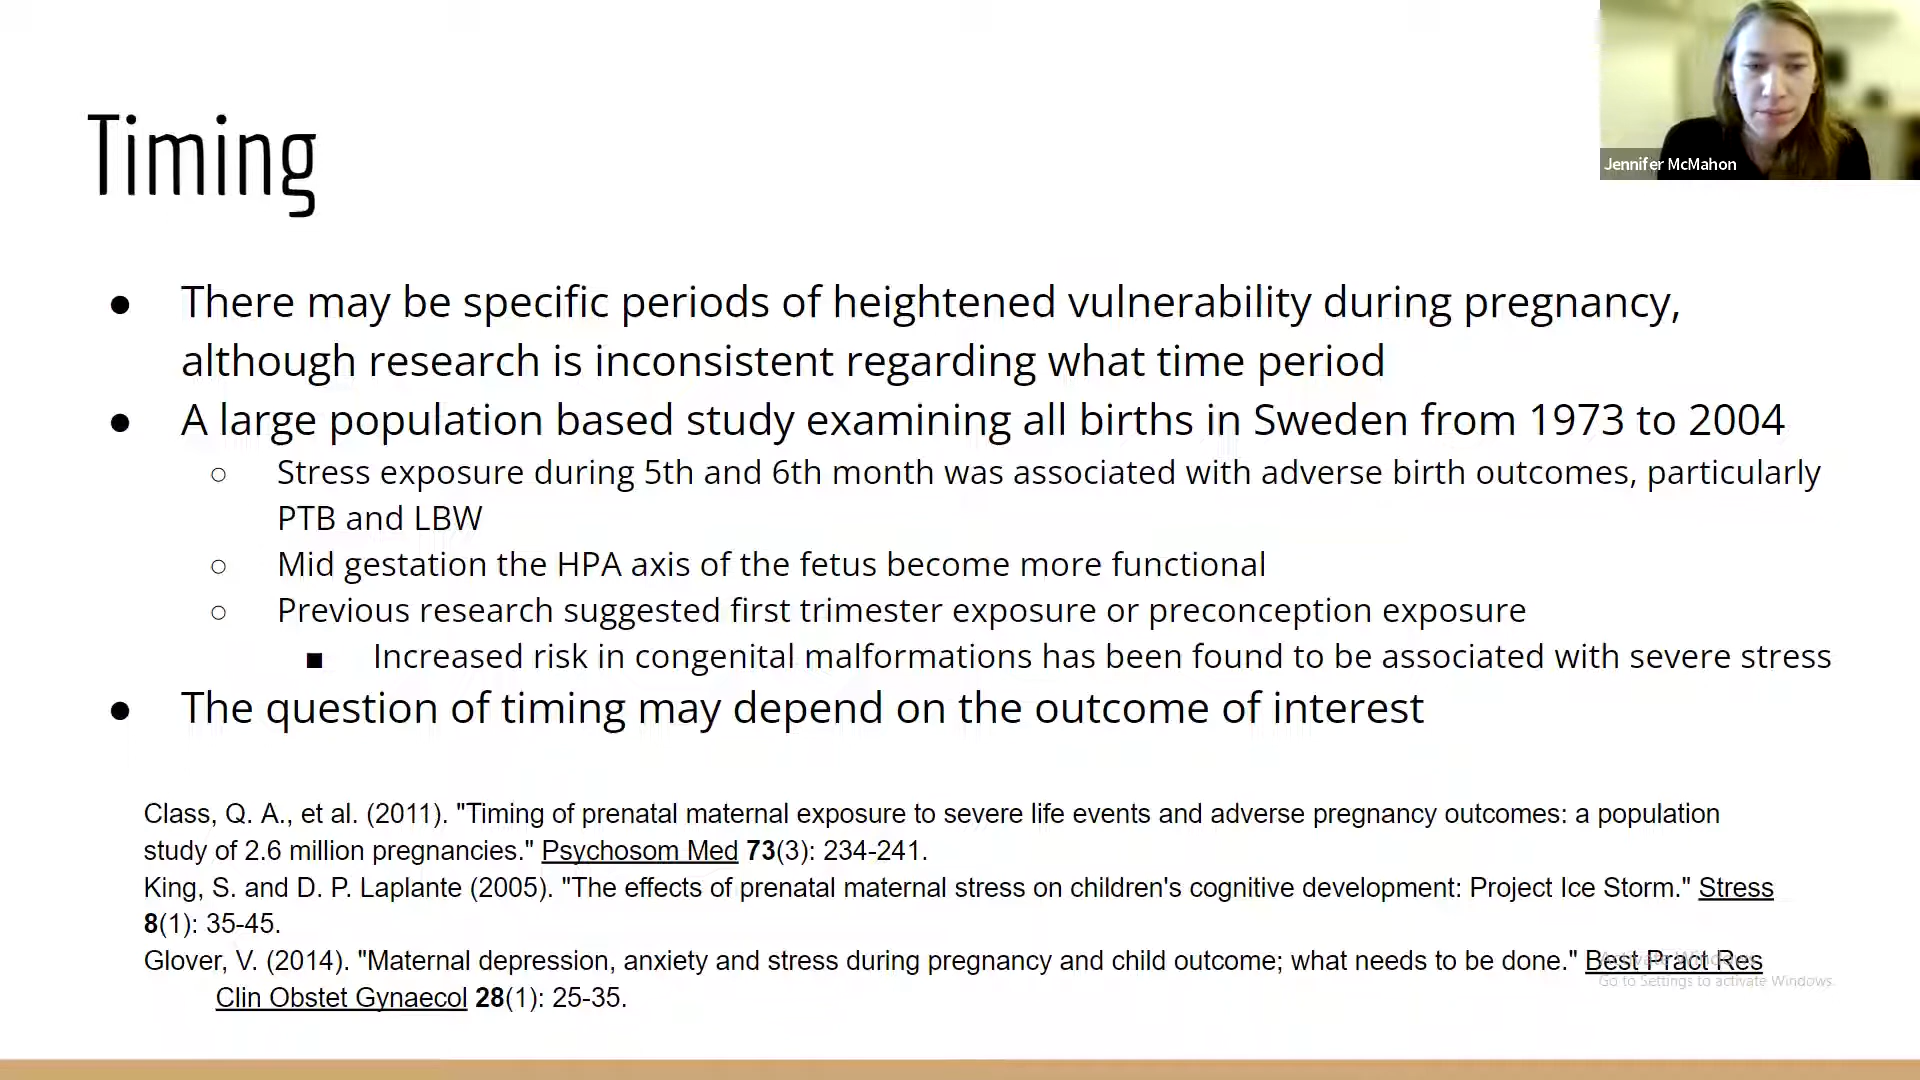 Jennifer McMahon
Timing
● There may be specific periods of heightened vulnerability during pregnancy,
although research is inconsistent regarding what time period
● A large population based study examining all births in Sweden from 1973 to 2004
○ Stress exposure during 5th and 6th month was associated with adverse birth outcomes, particularly
PTB and LBW
○ Mid gestation the HPA axis of the fetus become more functional
○ Previous research suggested first trimester exposure or preconception exposure
■ Increased risk in congenital malformations has been found to be associated with severe stress
● The question of timing may depend on the outcome of interest
Class, Q. A., et al. (2011). "Timing of prenatal maternal exposure to severe life events and adverse pregnancy outcomes: a population
study of 2.6 million pregnancies." Psychosom Med 73(3): 234-241.
King, S. and D. P. Laplante (2005). "The effects of prenatal maternal stress on children's cognitive development: Project Ice Storm." Stress
8(1): 35-45.
Glover, V. (2014). "Maternal depression, anxiety and stress during pregnancy and child outcome; what needs to be done." Best Pract Res
Clin Obstet Gynaecol 28(1): 25-35.
Activate Windows
Go to Settings to activate Windows.